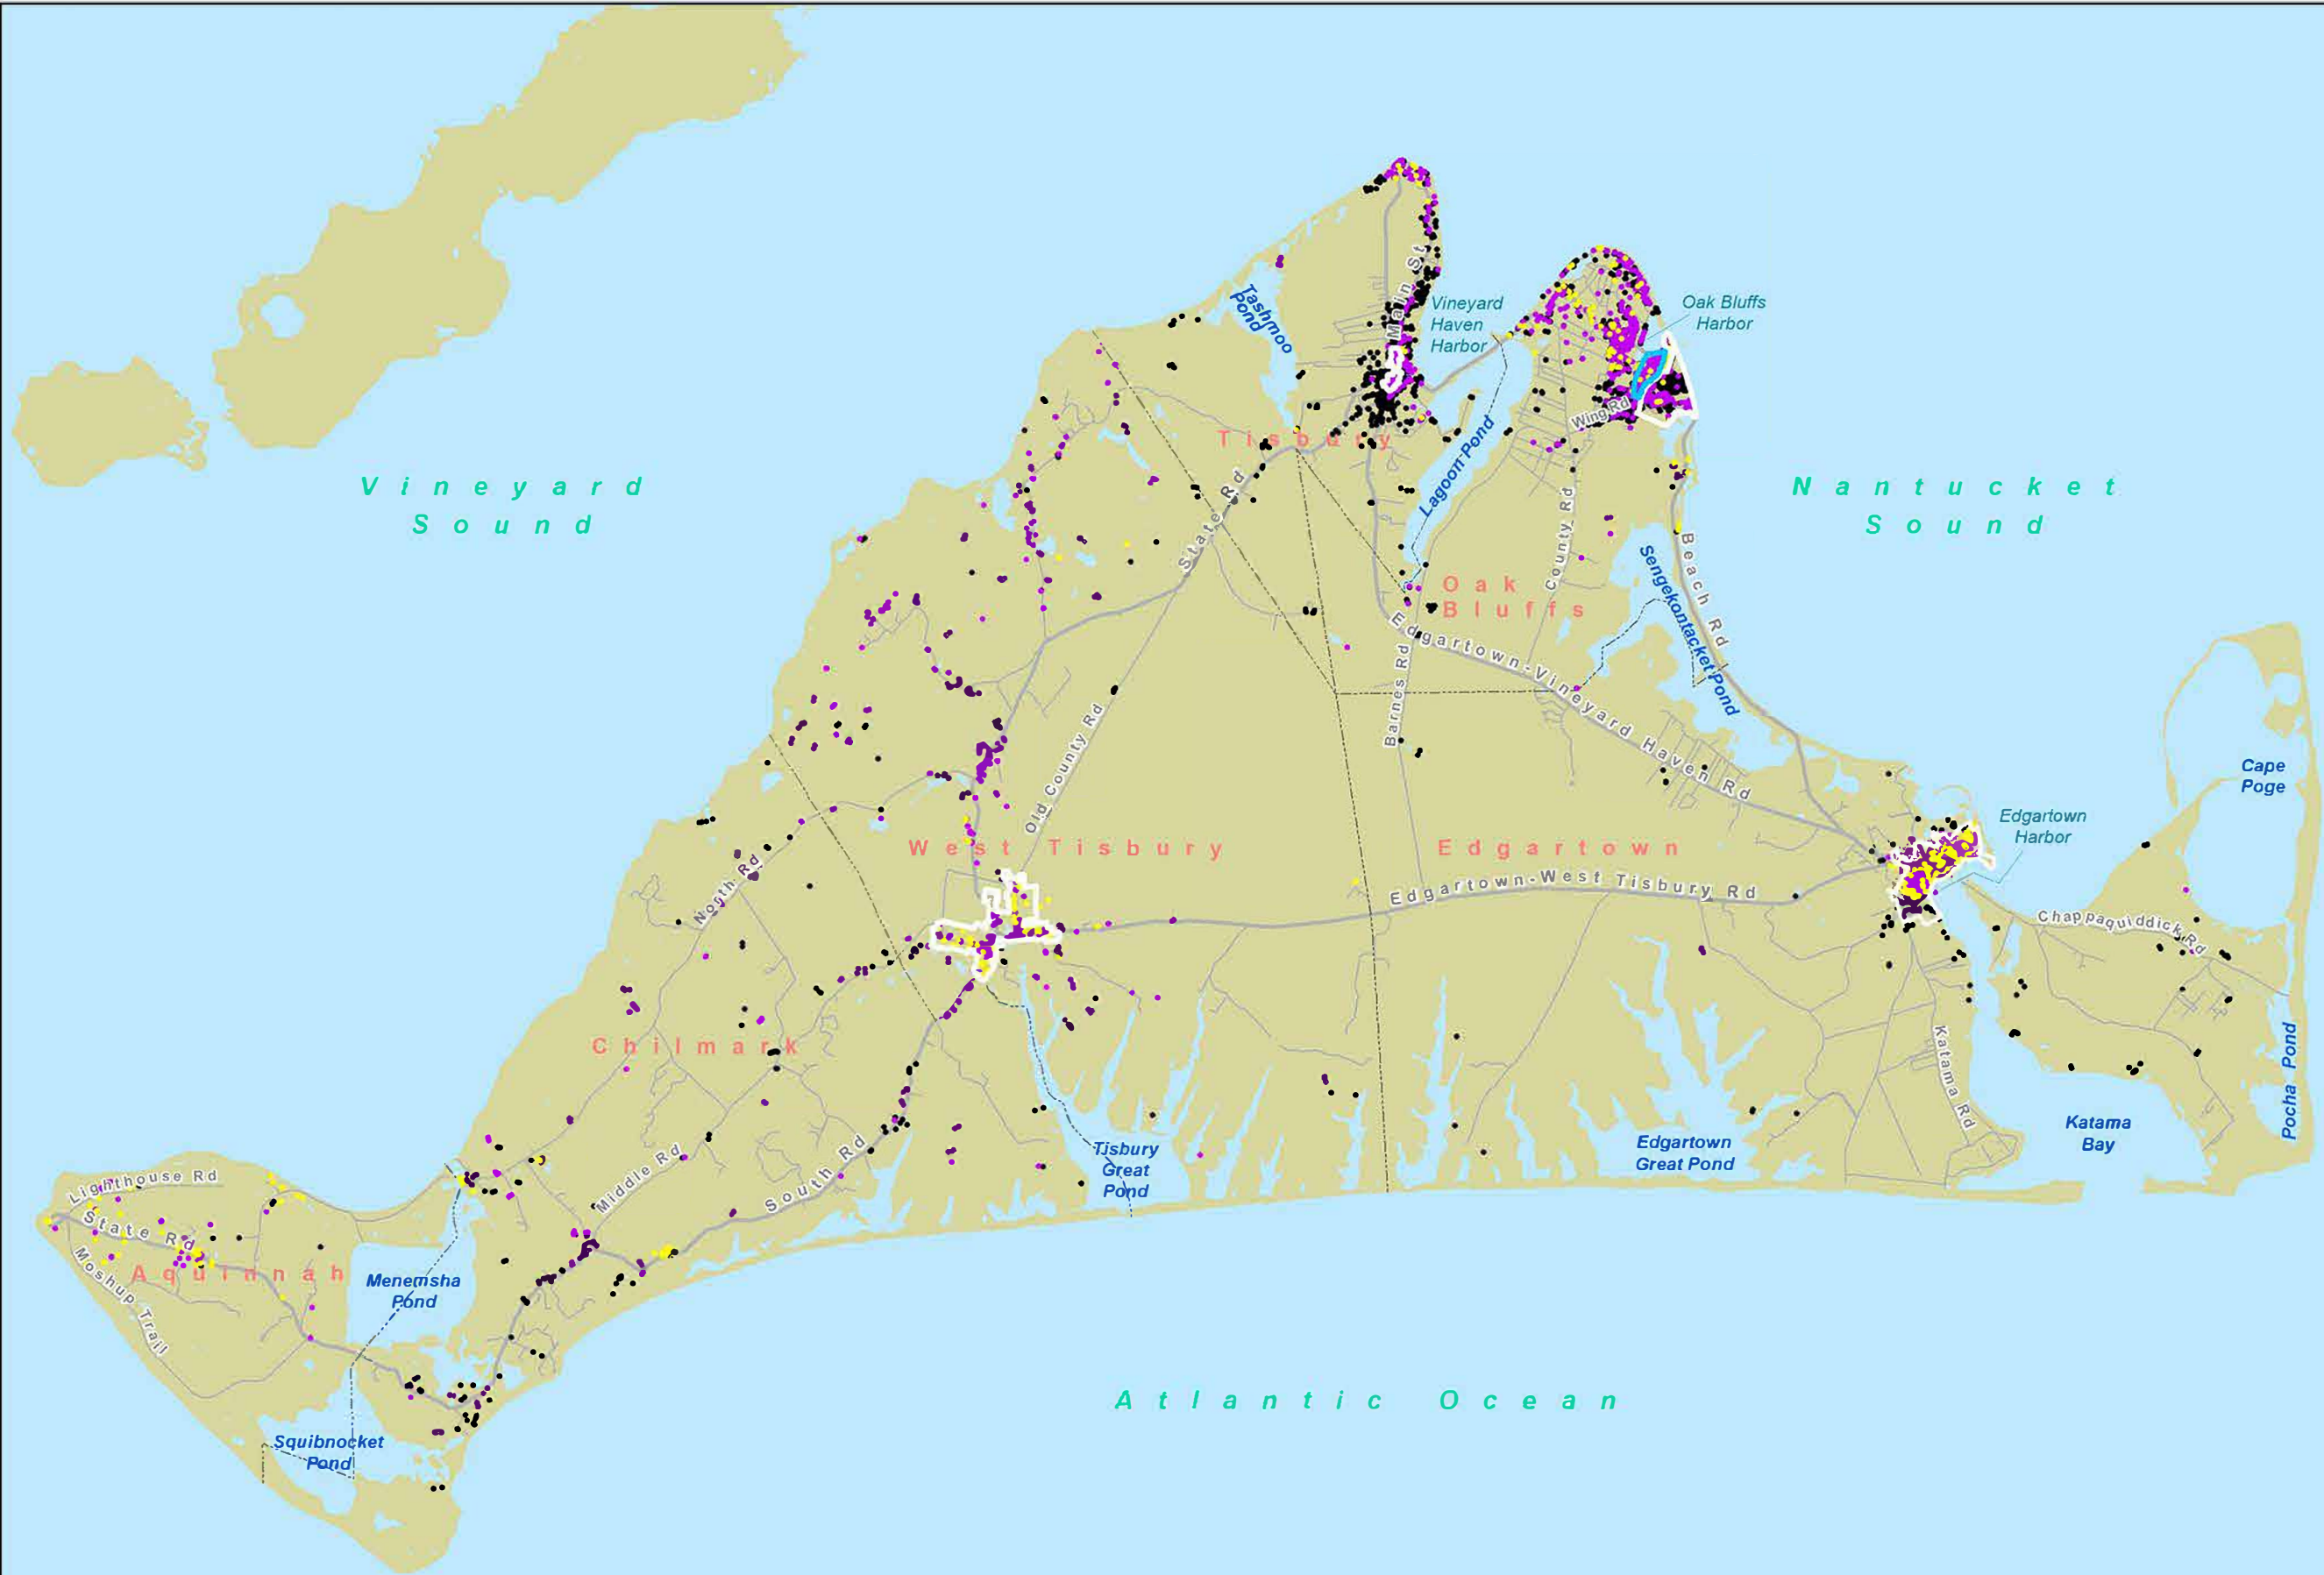 Main St
Vineyard
Haven
Harbor
Oak Bluffs
Harbor
Tashmoo
Pond
Wing Rd
Tisbury
Lagoon Pond
Vineyard
Sound
Nantucket
Sound
State Rd
County Rd
Beach Rd
Oak
Bluffs
Sengekontacket Pond
Edgartown-Vineyard Haven Rd
Barnes Rd
Old County Rd
Cape
Poge
Edgartown
Harbor
West Tisbury
Edgartown
North Rd
Edgartown-West Tisbury Rd
Chappaquiddick Rd
Chilmark
Katama Rd
Pocha Pond
Katama
Bay
Tisbury
Great
Pond
Edgartown
Great Pond
Middle Rd
South Rd
Lighthouse Rd
State Rd
Aquinnah
Moshup Trail
Menemsha
Pond
Atlantic Ocean
Squibnocket
Pond